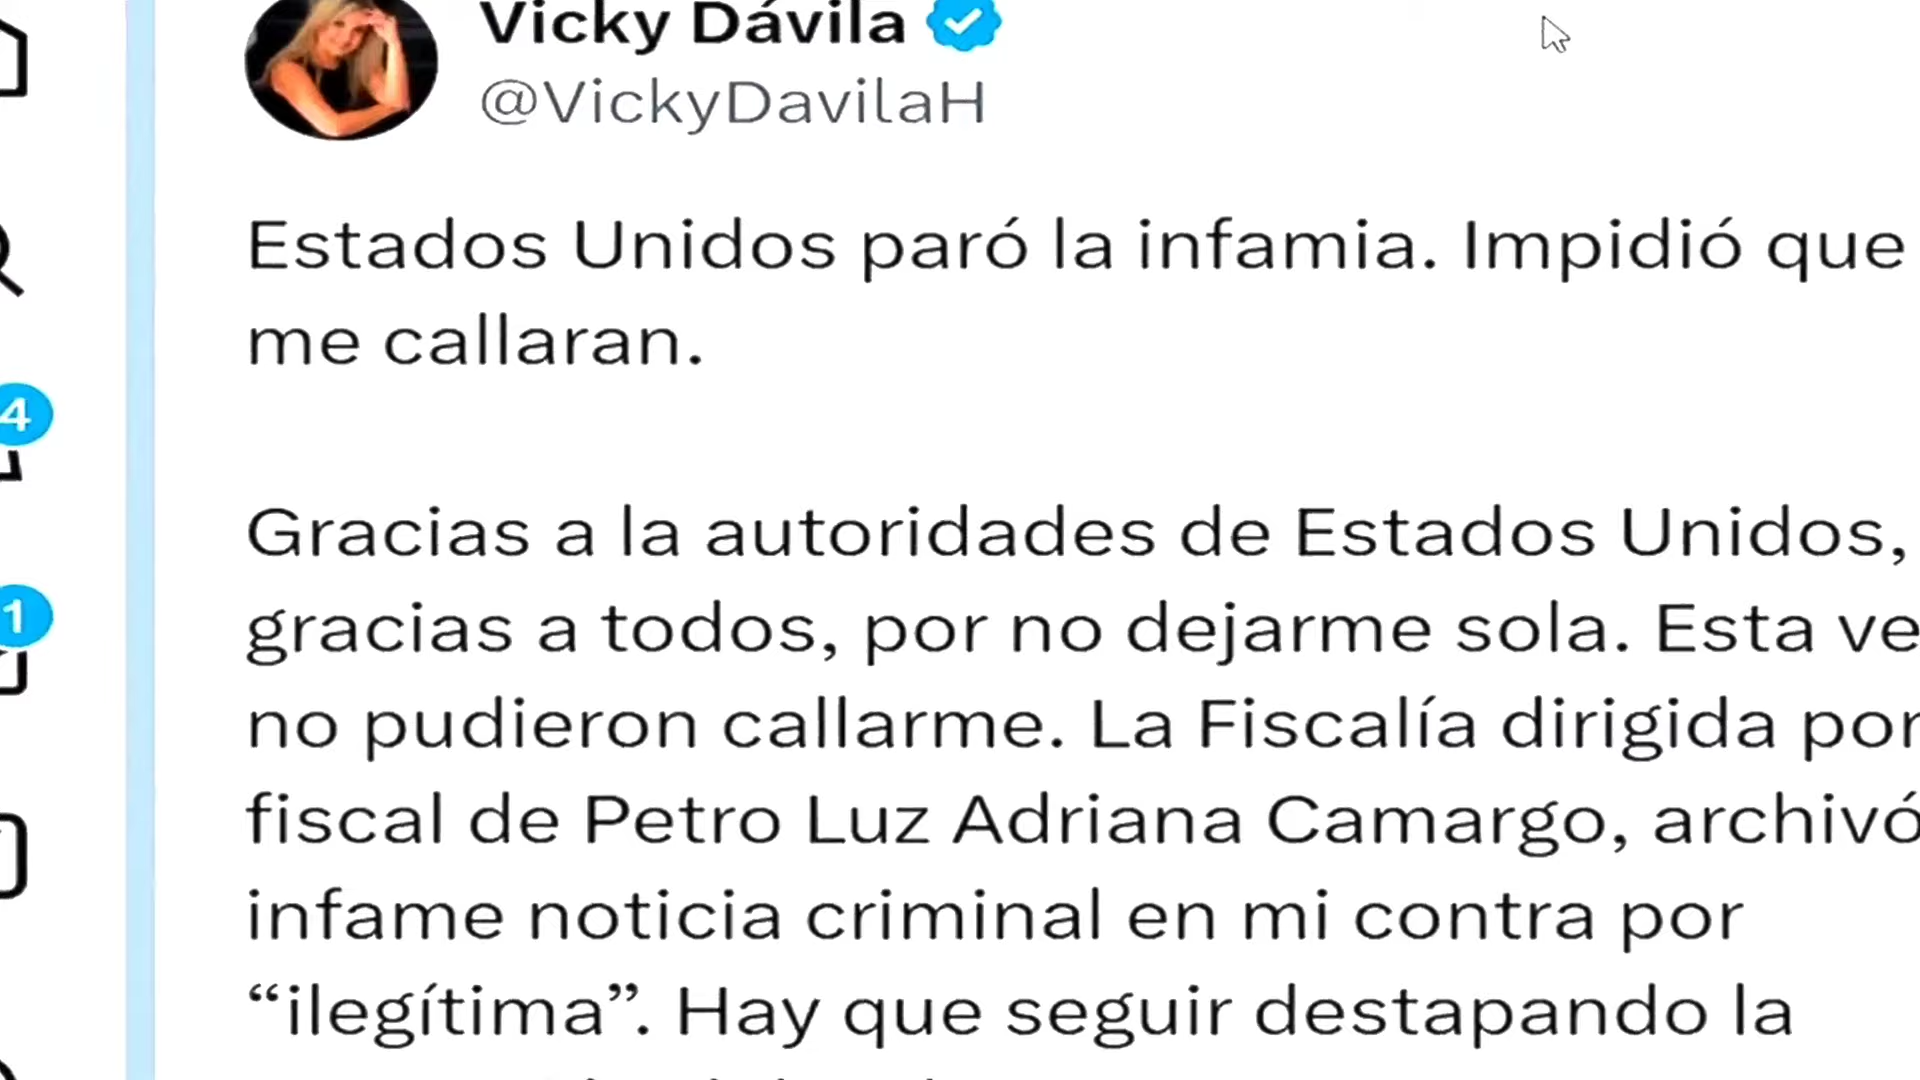 Vicky Dávila
@VickyDavilaH
Estados Unidos paró la infamia. Impidió que
me callaran.
4
Gracias a la autoridades de Estados Unidos,
1
gracias a todos, por no dejarme sola. Esta ve
no pudieron callarme. La Fiscalía dirigida por
fiscal de Petro Luz Adriana Camargo, archivó
infame noticia criminal en mi contra por
“ilegítima”. Hay que seguir destapando la